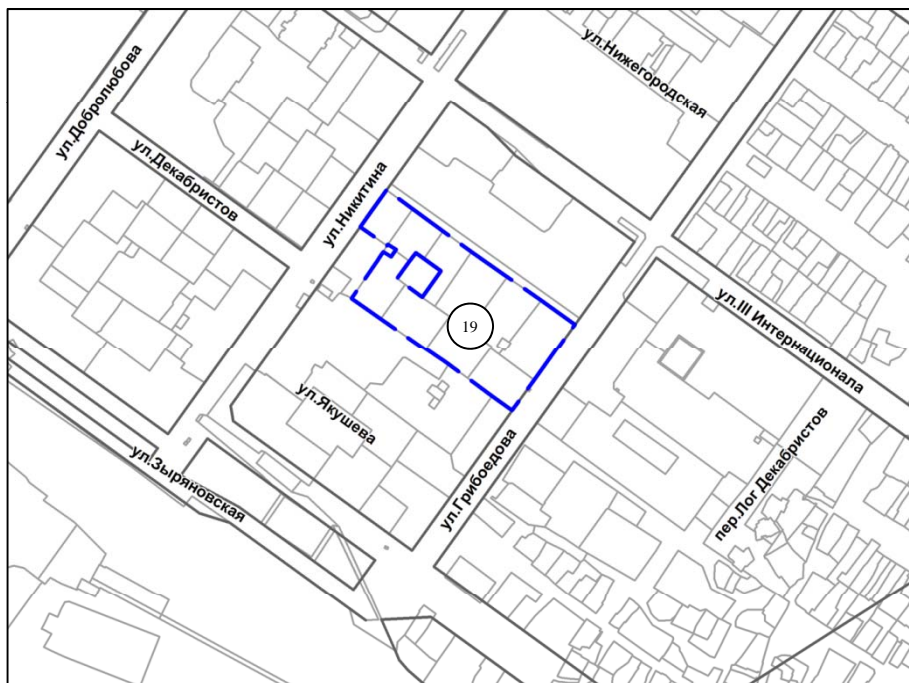 ул.Добролюбова
ул.Нижегородская
ул.Декабристов
ул.Никитина
ул.III Интернационала
19
ул.Якушева
ул.Грибоедова
пер.Лог Декабристов
ул.Зыряновская